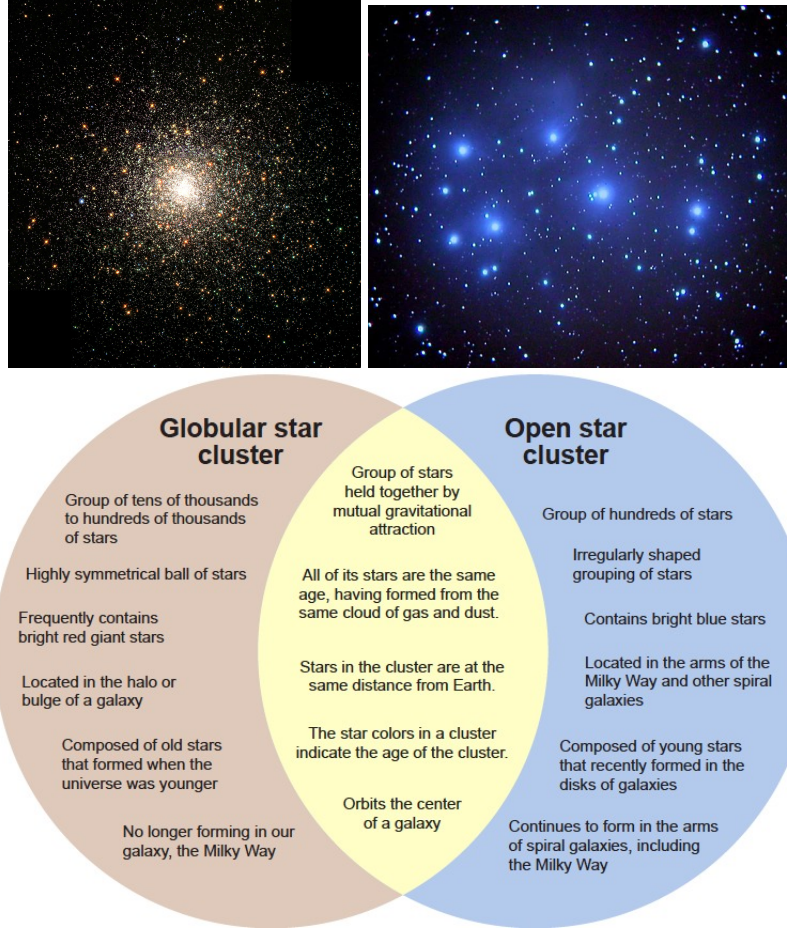 Globular star
cluster
Group of tens of thousands
to hundreds of thousands
of stars
Highly symmetrical ball of stars
Frequently contains
bright red giant stars
Located in the halo or
bulge of a galaxy
Composed of old stars
that formed when the
universe was younger
No longer forming in our
galaxy, the Milky Way
Group of stars
held together by
mutual gravitational
attraction
All of its stars are the same
age, having formed from the
same cloud of gas and dust.
Stars in the cluster are at the
same distance from Earth.
The star colors in a cluster
indicate the age of the cluster.
Orbits the center
of a galaxy
Open star
cluster
Group of hundreds of stars
Irregularly shaped
grouping of stars
Contains bright blue stars
Located in the arms of the
Milky Way and other spiral
galaxies
Composed of young stars
that recently formed in the
disks of galaxies
Continues to form in the arms
of spiral galaxies, including
the Milky Way